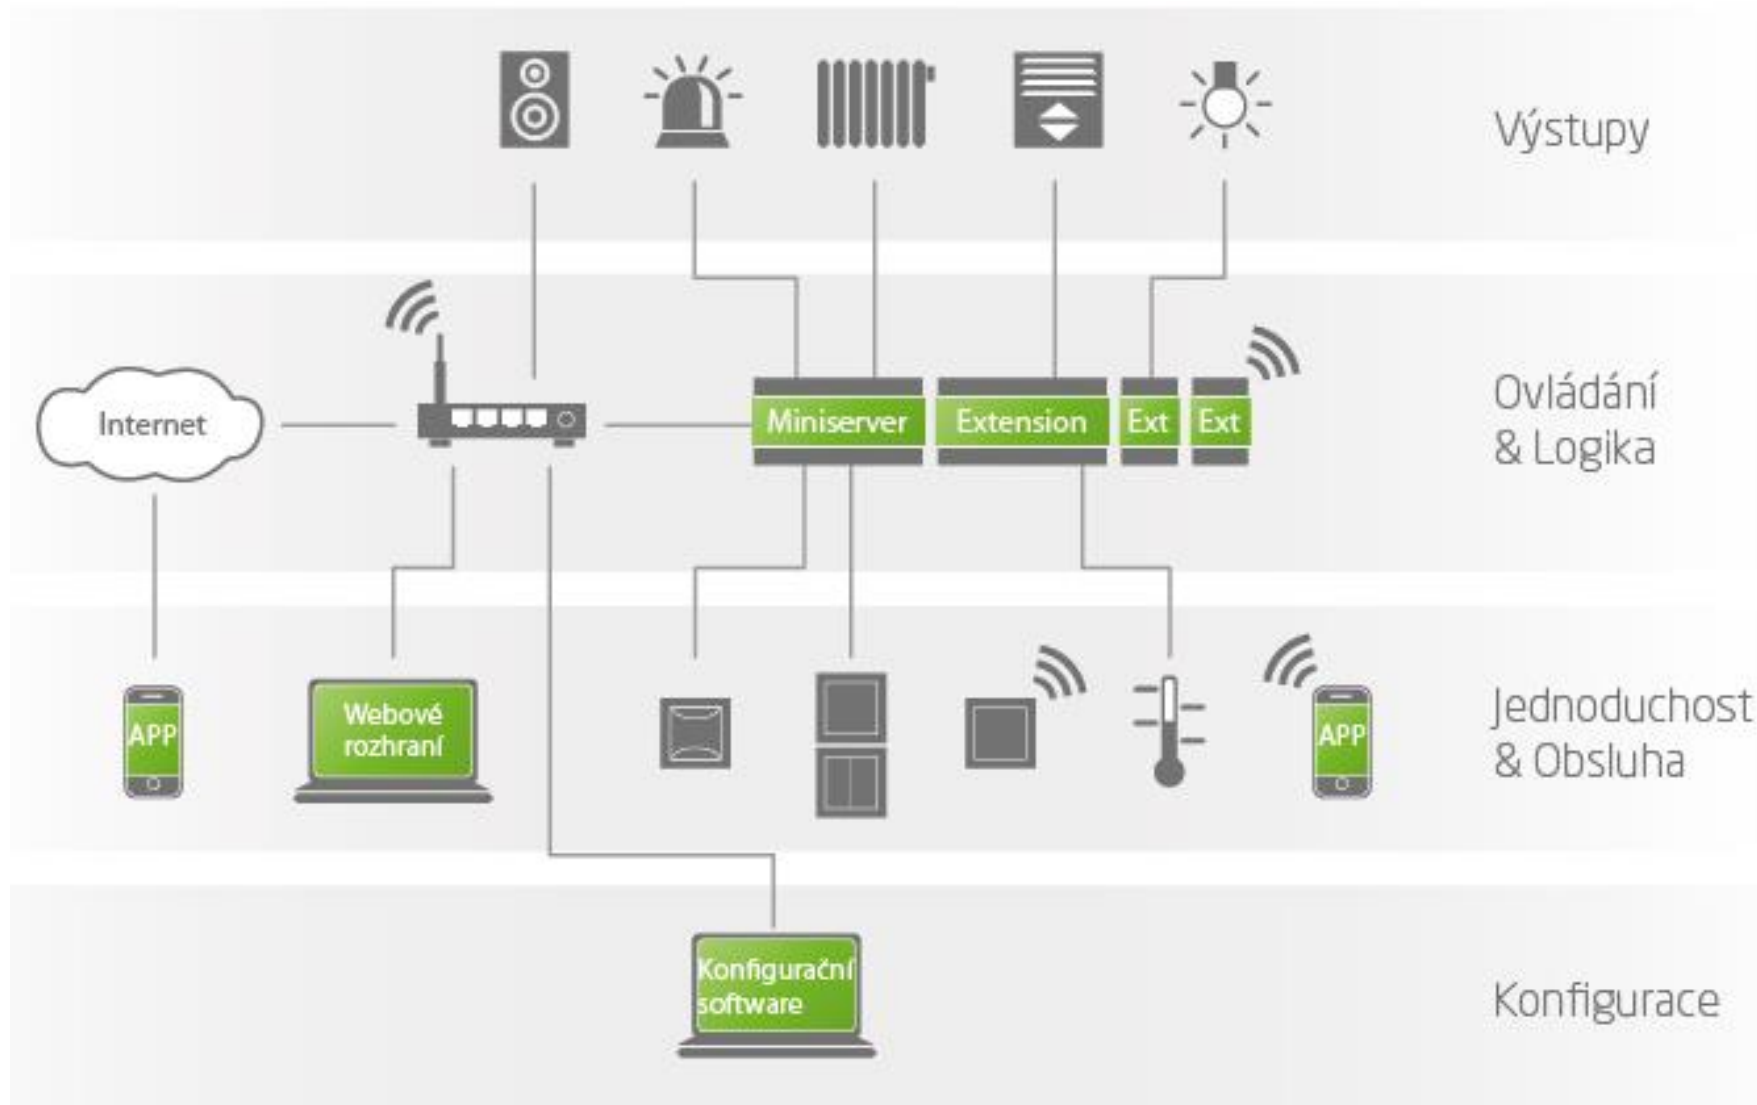 Výstupy
Internet
Miniserver
Extension
Ext
Ext
Ovládání
& Logika
APP
Webové
rozhraní
APP
Jednoduchost
& Obsluha
Konfigurační
software
Konfigurace